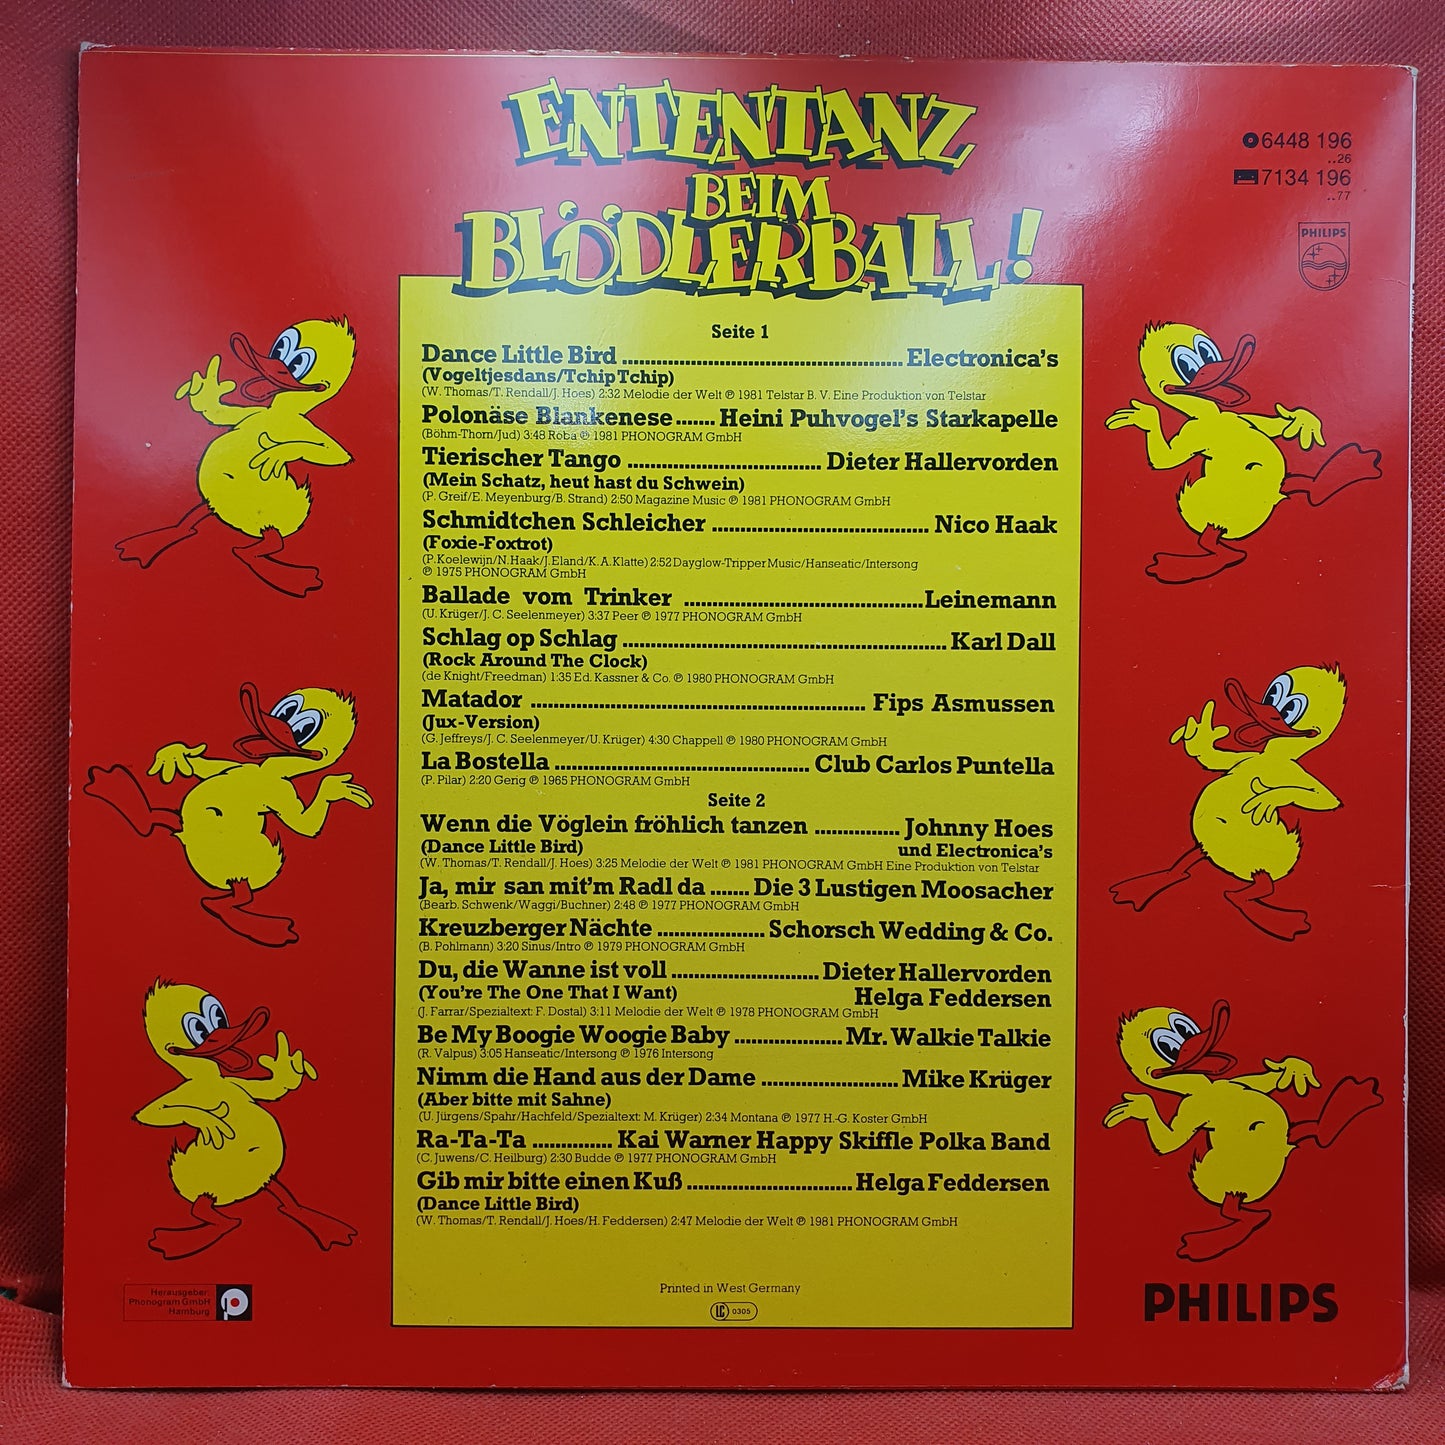 ENTENTANZ
BEIM
BLÖDLERBALL!
6448 196
..26
7134 196
..77
PHILIPS
Seite 1
Dance Little Bird ........ Electronica's
(Vogeltjesdans/Tchip Tchip)
(W. Thomas/T. Rendall/J. Hoes) 2:32 Melodie der Welt ℗ 1981 Telstar B. V. Eine Produktion von Telstar
Polonäse Blankenese ....... Heini Puhvogel's Starkapelle
(Böhm-Thorn/Jud) 3:48 Roba ℗ 1981 PHONOGRAM GmbH
Tierischer Tango ........ Dieter Hallervorden
(Mein Schatz, heut hast du Schwein)
(P. Greif/E. Meyenburg/B. Strand) 2:50 Magazine Music ℗ 1981 PHONOGRAM GmbH
Schmidtchen Schleicher ........ Nico Haak
(Foxie-Foxtrot)
(P. Koelewijn/N. Haak/J. Eland/K. A. Klatte) 2:52 Dayglow-Tripper Music/Hanseatic/Intersong
℗ 1975 PHONOGRAM GmbH
Ballade vom Trinker ........ Leinemann
(U. Krüger/J. C. Seelenmeyer) 3:37 Peer ℗ 1977 PHONOGRAM GmbH
Schlag op Schlag ........ Karl Dall
(Rock Around The Clock)
(de Knight/Freedman) 1:35 Ed. Kassner & Co. ℗ 1980 PHONOGRAM GmbH
Matador ........ Fips Asmussen
(Jux-Version)
(G. Jeffreys/J. C. Seelenmeyer/U. Krüger) 4:30 Chappell ℗ 1980 PHONOGRAM GmbH
La Bostella ........ Club Carlos Puntella
(P. Pilar) 2:20 Gerig ℗ 1965 PHONOGRAM GmbH
Seite 2
Wenn die Vöglein fröhlich tanzen ........ Johnny Hoes
(Dance Little Bird) und Electronica's
(W. Thomas/T. Rendall/J. Hoes) 3:25 Melodie der Welt ℗ 1981 PHONOGRAM GmbH Eine Produktion von Telstar
Ja, mir san mit'm Radl da ....... Die 3 Lustigen Moosacher
(Bearb. Schwenk/Waggi/Buchner) 2:48 ℗ 1977 PHONOGRAM GmbH
Kreuzberger Nächte ........ Schorsch Wedding & Co.
(B. Pohlmann) 3:20 Sinus/Intro ℗ 1979 PHONOGRAM GmbH
Du, die Wanne ist voll ........ Dieter Hallervorden
(You're The One That I Want) Helga Feddersen
(J. Farrar/Spezialtext: F. Dostal) 3:11 Melodie der Welt ℗ 1978 PHONOGRAM GmbH
Be My Boogie Woogie Baby ........ Mr. Walkie Talkie
(R. Valpus) 3:05 Hanseatic/Intersong ℗ 1976 Intersong
Nimm die Hand aus der Dame ........ Mike Krüger
(Aber bitte mit Sahne)
(U. Jürgens/Spahr/Hachfeld/Spezialtext: M. Krüger) 2:34 Montana ℗ 1977 H.-G. Koster GmbH
Ra-Ta-Ta ........ Kai Warner Happy Skiffle Polka Band
(C. Juwens/C. Heilburg) 2:30 Budde ℗ 1977 PHONOGRAM GmbH
Gib mir bitte einen Kuß ........ Helga Feddersen
(Dance Little Bird)
(W. Thomas/T. Rendall/J. Hoes/H. Feddersen) 2:47 Melodie der Welt ℗ 1981 PHONOGRAM GmbH
Printed in West Germany
LC 0305
Herausgeber:
Phonogram GmbH
Hamburg
PHILIPS